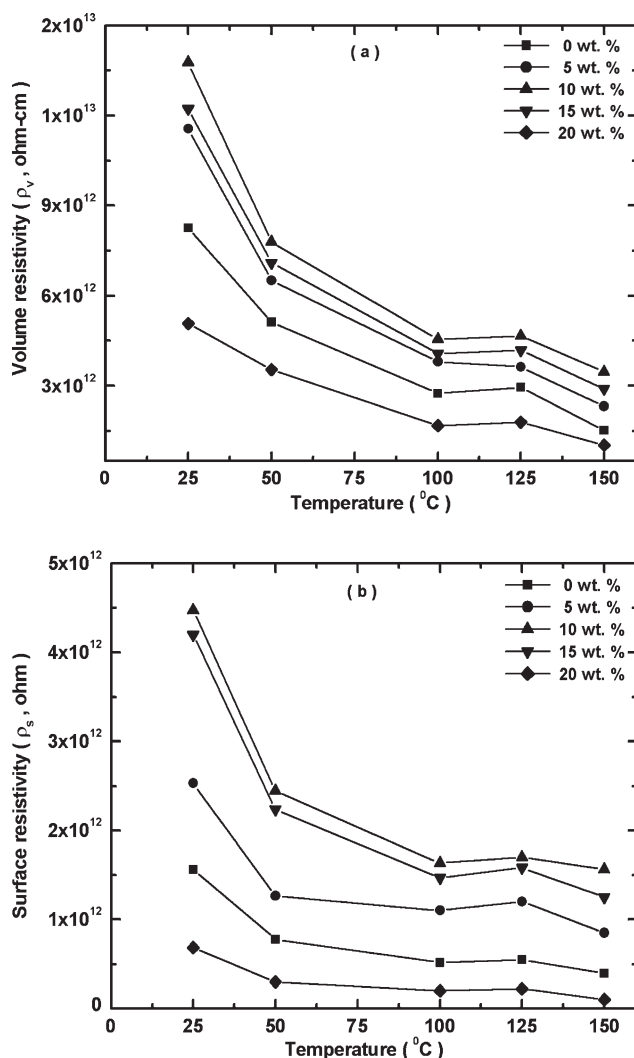 2x10¹³
1x10¹³
9x10¹²
6x10¹²
3x10¹²
Volume resistivity ( ρv, ohm-cm )
( a )
0 wt. %
5 wt. %
10 wt. %
15 wt. %
20 wt. %
0 25 50 75 100 125 150
Temperature ( ⁰C )
5x10¹²
4x10¹²
3x10¹²
2x10¹²
1x10¹²
0
Surface resistivity ( ρs, ohm )
( b )
0 wt. %
5 wt. %
10 wt. %
15 wt. %
20 wt. %
0 25 50 75 100 125 150
Temperature ( ⁰C )